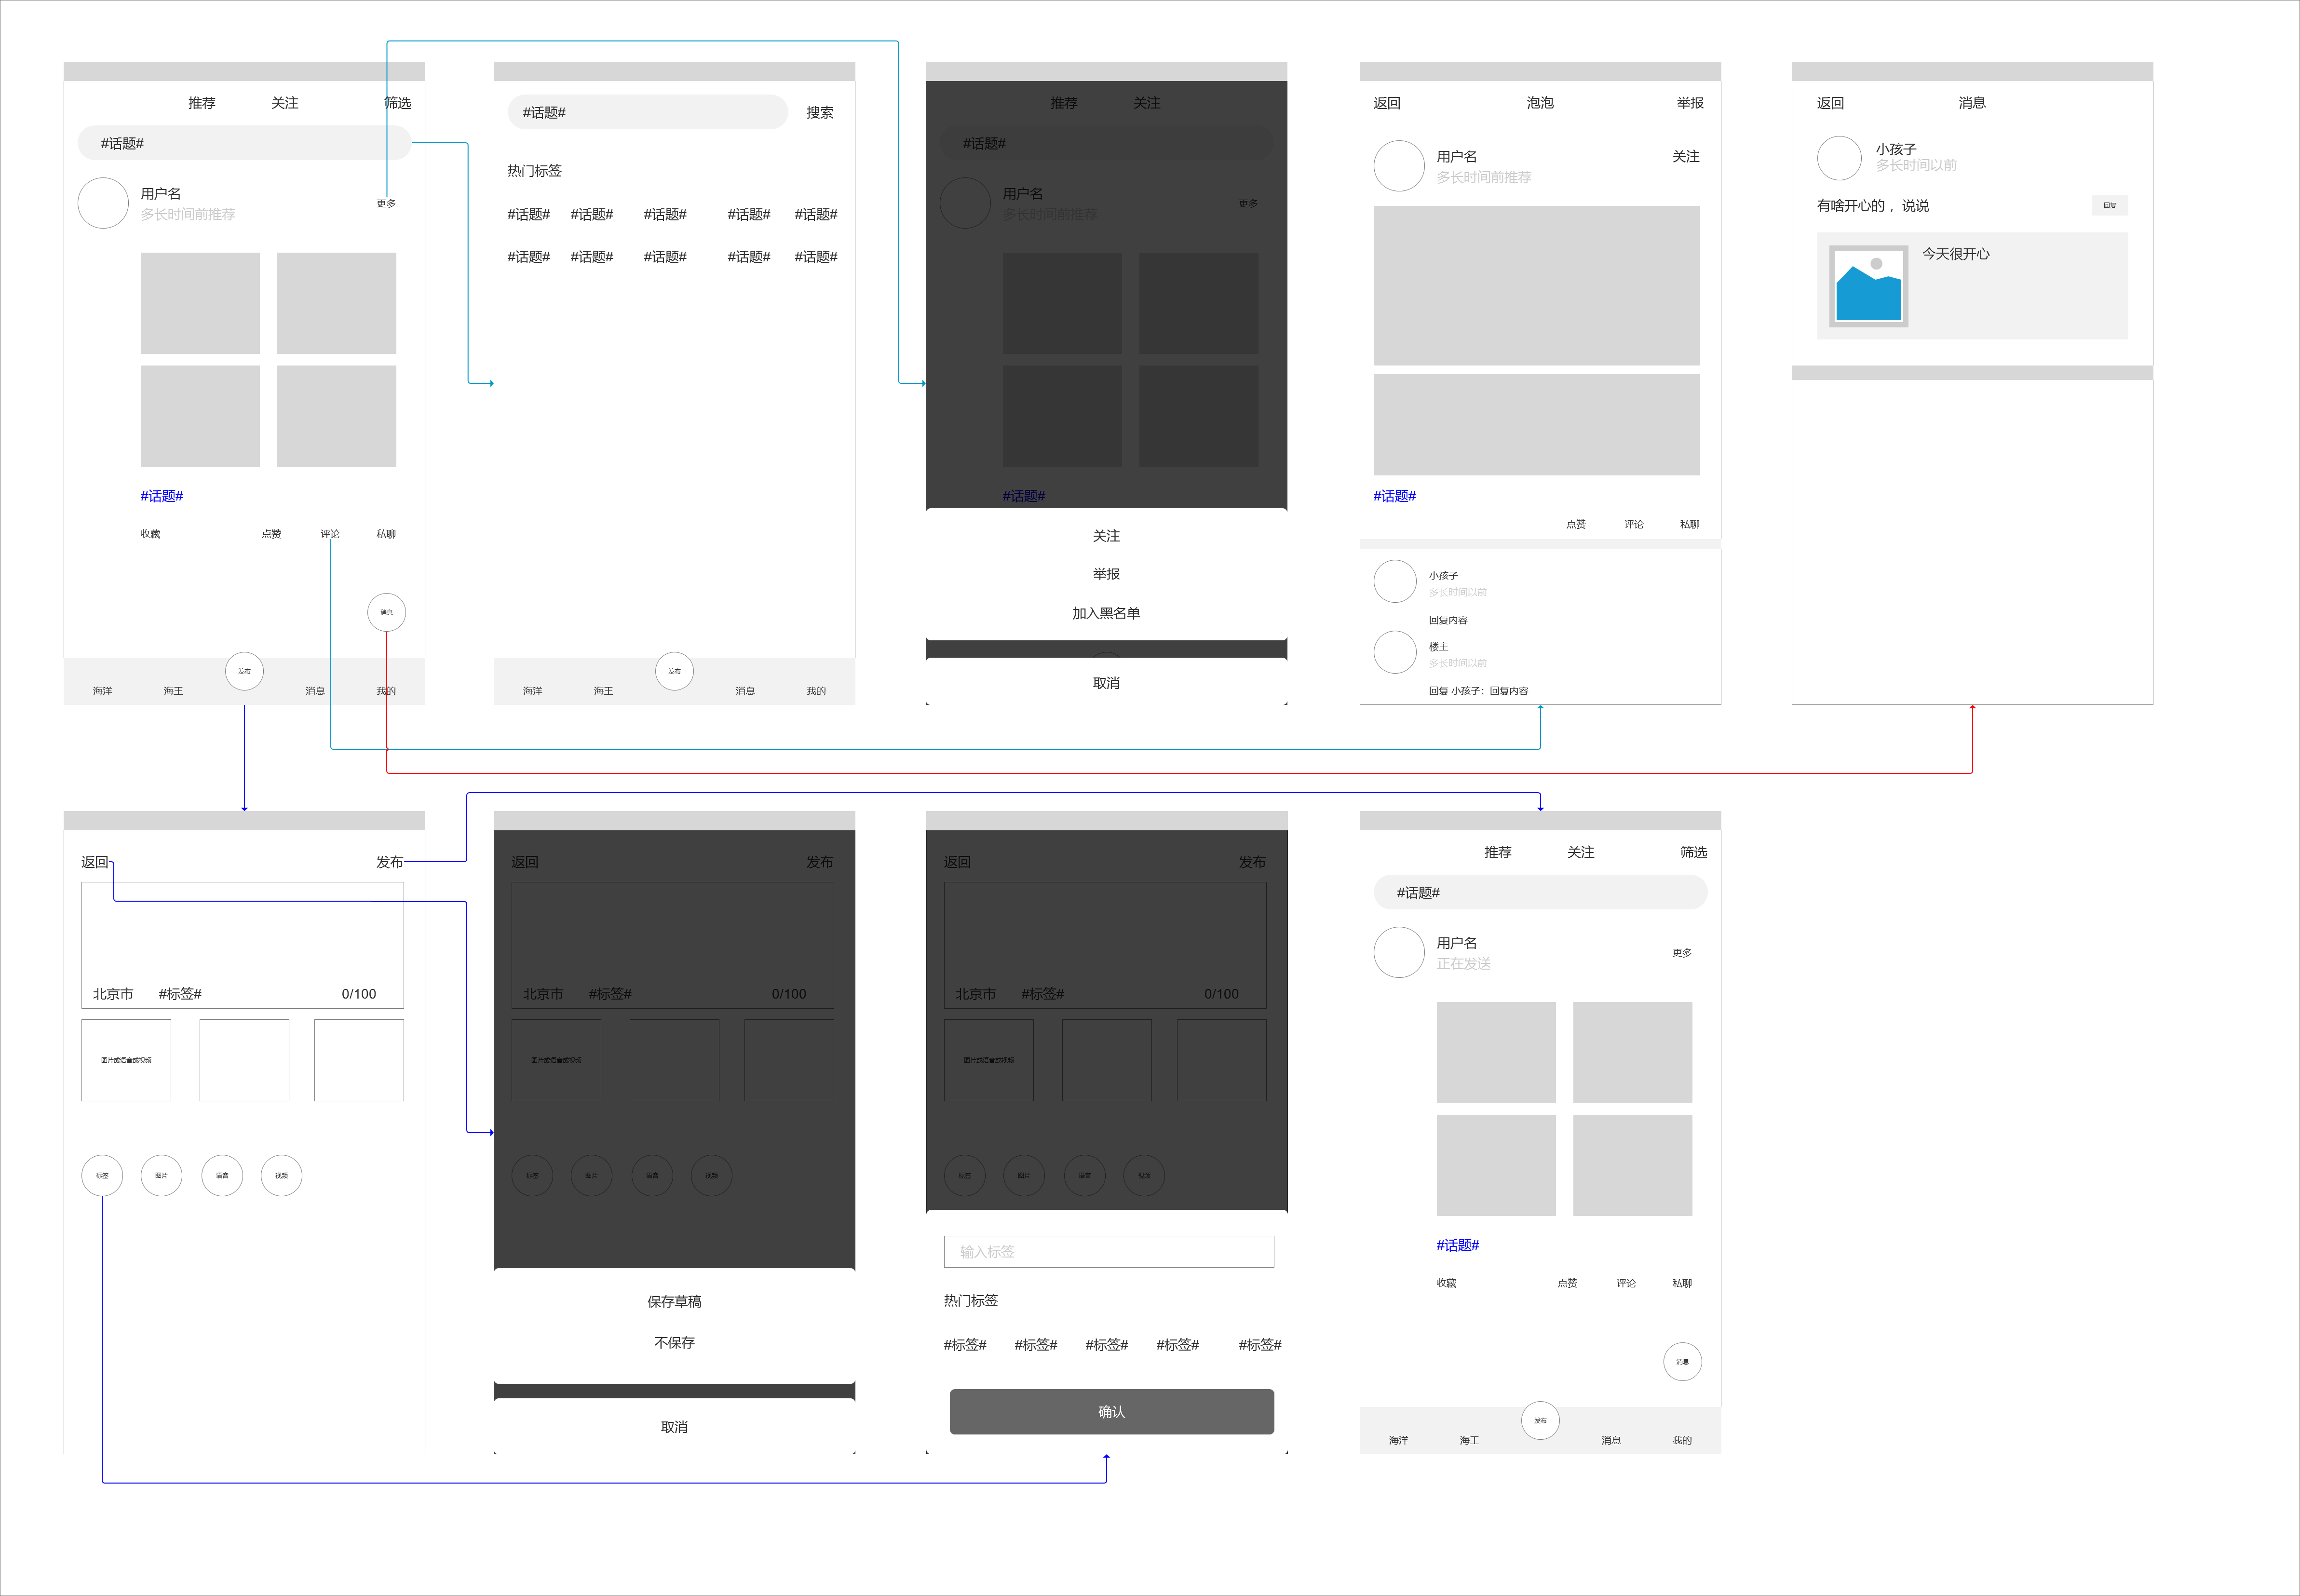 推荐 关注 筛选
#话题#
用户名
多长时间前推荐
更多
#话题#
收藏 点赞 评论 私聊
消息
发布
海洋 海王 消息 我的
#话题# 搜索
热门标签
#话题# #话题# #话题# #话题# #话题#
#话题# #话题# #话题# #话题# #话题#
发布
海洋 海王 消息 我的
推荐 关注
#话题#
用户名
多长时间前推荐
更多
#话题#
关注
举报
加入黑名单
取消
返回 泡泡 举报
用户名
多长时间前推荐
关注
#话题#
点赞 评论 私聊
小孩子
多长时间以前
回复内容
楼主
多长时间以前
回复 小孩子：回复内容
返回 消息
小孩子
多长时间以前
有啥开心的，说说
回复
今天很开心
返回 发布
北京市 #标签# 0/100
图片或语音或视频
标签 图片 语音 视频
返回 发布
北京市 #标签# 0/100
图片或语音或视频
标签 图片 语音 视频
保存草稿
不保存
取消
返回 发布
北京市 #标签# 0/100
图片或语音或视频
标签 图片 语音 视频
输入标签
热门标签
#标签# #标签# #标签# #标签# #标签#
确认
推荐 关注 筛选
#话题#
用户名
正在发送
更多
#话题#
收藏 点赞 评论 私聊
消息
发布
海洋 海王 消息 我的